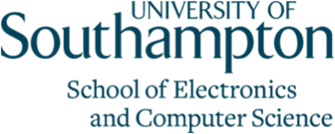 UNIVERSITY OF
Southampton
School of Electronics
and Computer Science